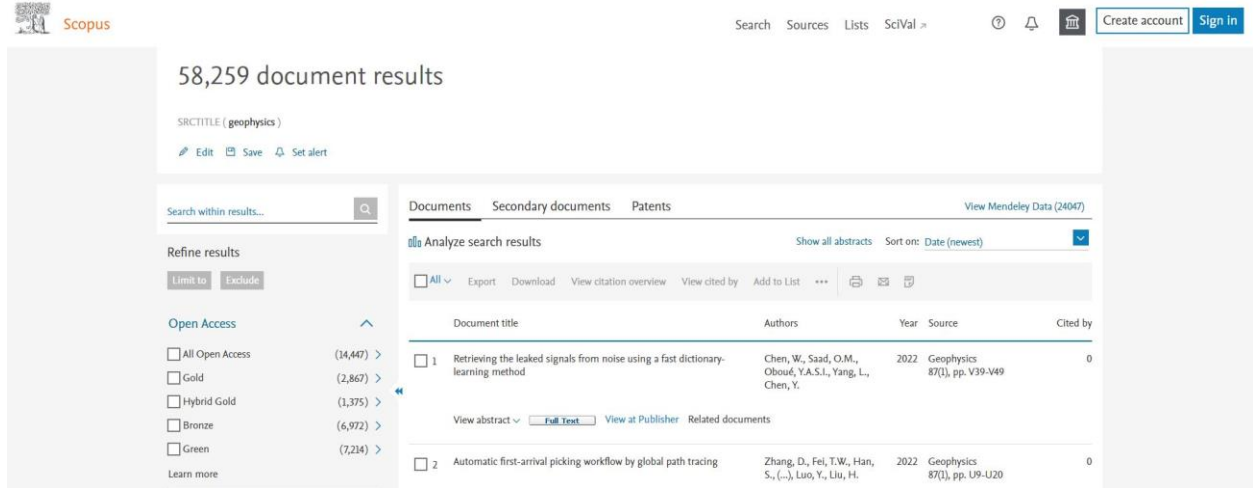 Scopus
Search Sources Lists SciVal ↗
Create account Sign in
58,259 document results
SRCTITLE ( geophysics )
Edit Save Set alert
Search within results...
Refine results
Limit to Exclude
Open Access
All Open Access (14,447) >
Gold (2,867) >
Hybrid Gold (1,375) >
Bronze (6,972) >
Green (7,214) >
Learn more
Documents Secondary documents Patents View Mendeley Data (24047)
Analyze search results Show all abstracts Sort on: Date (newest)
All Export Download View citation overview View cited by Add to List •••
Document title Authors Year Source Cited by
1 Retrieving the leaked signals from noise using a fast dictionary- Chen, W., Saad, O.M., 2022 Geophysics 0
learning method Oboué, Y.A.S.I., Yang, L., 87(1), pp. V39-V49
Chen, Y.
View abstract Full Text View at Publisher Related documents
2 Automatic first-arrival picking workflow by global path tracing Zhang, D., Fei, T.W., Han, 2022 Geophysics 0
S., (...), Luo, Y., Liu, H. 87(1), pp. U9-U20